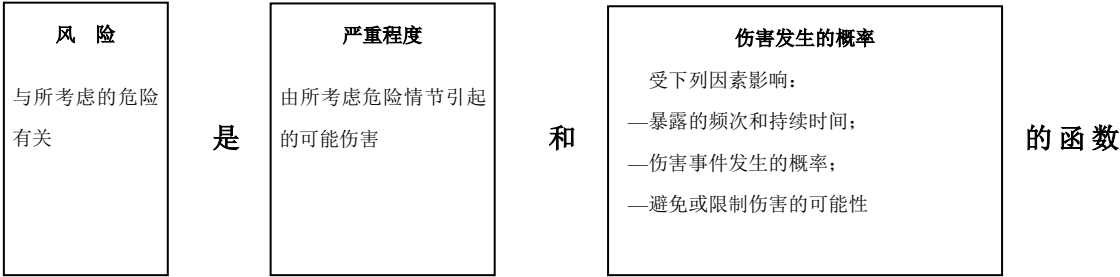 风 险
与所考虑的危险
有关
是
严重程度
由所考虑危险情节引起
的可能伤害
和
伤害发生的概率
受下列因素影响：
—暴露的频次和持续时间；
—伤害事件发生的概率；
—避免或限制伤害的可能性
的函数